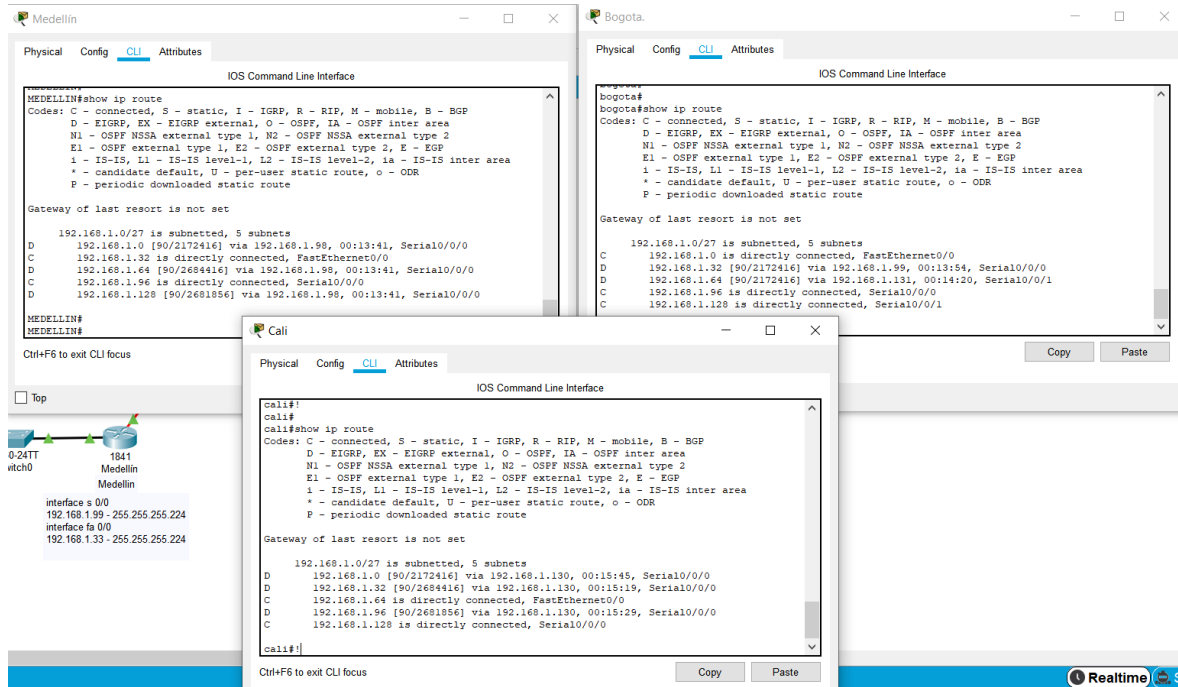 Medellín
Physical Config CLI Attributes
IOS Command Line Interface
MEDELLIN#show ip route
Codes: C - connected, S - static, I - IGRP, R - RIP, M - mobile, B - BGP
D - EIGRP, EX - EIGRP external, O - OSPF, IA - OSPF inter area
N1 - OSPF NSSA external type 1, N2 - OSPF NSSA external type 2
E1 - OSPF external type 1, E2 - OSPF external type 2, E - EGP
i - IS-IS, L1 - IS-IS level-1, L2 - IS-IS level-2, ia - IS-IS inter area
* - candidate default, U - per-user static route, o - ODR
P - periodic downloaded static route
Gateway of last resort is not set
192.168.1.0/27 is subnetted, 5 subnets
D 192.168.1.0 [90/2172416] via 192.168.1.98, 00:13:41, Serial0/0/0
C 192.168.1.32 is directly connected, FastEthernet0/0
D 192.168.1.64 [90/2684416] via 192.168.1.98, 00:13:41, Serial0/0/0
C 192.168.1.96 is directly connected, Serial0/0/0
D 192.168.1.128 [90/2681856] via 192.168.1.98, 00:13:41, Serial0/0/0
MEDELLIN#
MEDELLIN#
Ctrl+F6 to exit CLI focus
Top
Bogota.
Physical Config CLI Attributes
IOS Command Line Interface
bogota#
bogota#show ip route
Codes: C - connected, S - static, I - IGRP, R - RIP, M - mobile, B - BGP
D - EIGRP, EX - EIGRP external, O - OSPF, IA - OSPF inter area
N1 - OSPF NSSA external type 1, N2 - OSPF NSSA external type 2
E1 - OSPF external type 1, E2 - OSPF external type 2, E - EGP
i - IS-IS, L1 - IS-IS level-1, L2 - IS-IS level-2, ia - IS-IS inter area
* - candidate default, U - per-user static route, o - ODR
P - periodic downloaded static route
Gateway of last resort is not set
192.168.1.0/27 is subnetted, 5 subnets
C 192.168.1.0 is directly connected, FastEthernet0/0
D 192.168.1.32 [90/2172416] via 192.168.1.99, 00:13:54, Serial0/0/0
D 192.168.1.64 [90/2172416] via 192.168.1.131, 00:14:20, Serial0/0/1
C 192.168.1.96 is directly connected, Serial0/0/0
C 192.168.1.128 is directly connected, Serial0/0/1
Copy Paste
Cali
Physical Config CLI Attributes
IOS Command Line Interface
cali#!
cali#
cali#show ip route
Codes: C - connected, S - static, I - IGRP, R - RIP, M - mobile, B - BGP
D - EIGRP, EX - EIGRP external, O - OSPF, IA - OSPF inter area
N1 - OSPF NSSA external type 1, N2 - OSPF NSSA external type 2
E1 - OSPF external type 1, E2 - OSPF external type 2, E - EGP
i - IS-IS, L1 - IS-IS level-1, L2 - IS-IS level-2, ia - IS-IS inter area
* - candidate default, U - per-user static route, o - ODR
P - periodic downloaded static route
Gateway of last resort is not set
192.168.1.0/27 is subnetted, 5 subnets
D 192.168.1.0 [90/2172416] via 192.168.1.130, 00:15:45, Serial0/0/0
D 192.168.1.32 [90/2684416] via 192.168.1.130, 00:15:19, Serial0/0/0
C 192.168.1.64 is directly connected, FastEthernet0/0
D 192.168.1.96 [90/2681856] via 192.168.1.130, 00:15:29, Serial0/0/0
C 192.168.1.128 is directly connected, Serial0/0/0
cali#!
Ctrl+F6 to exit CLI focus
Copy Paste
0-24TT
witch0
1841
Medellín
Medellin
interface s 0/0
192.168.1.99 - 255.255.255.224
interface fa 0/0
192.168.1.33 - 255.255.255.224
Realtime